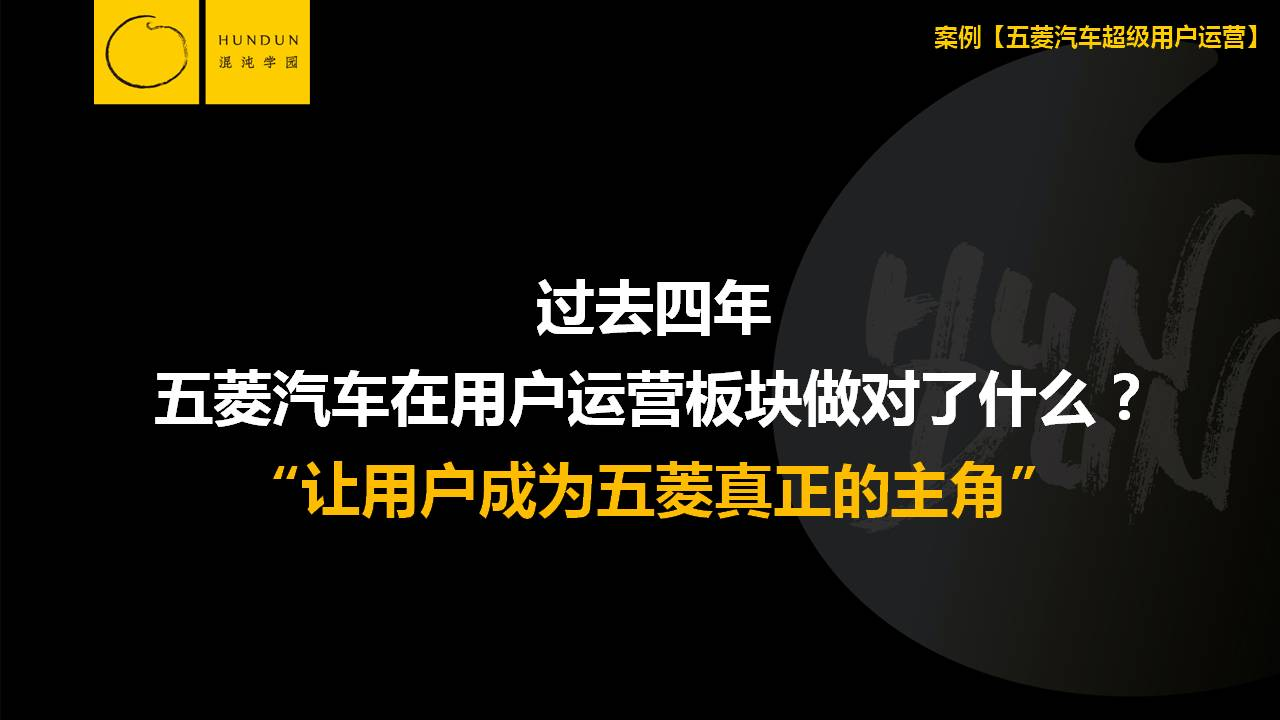 HUNDUN
混沌学园
案例【五菱汽车超级用户运营】
过去四年
五菱汽车在用户运营板块做对了什么？
“让用户成为五菱真正的主角”
HUN
DUN